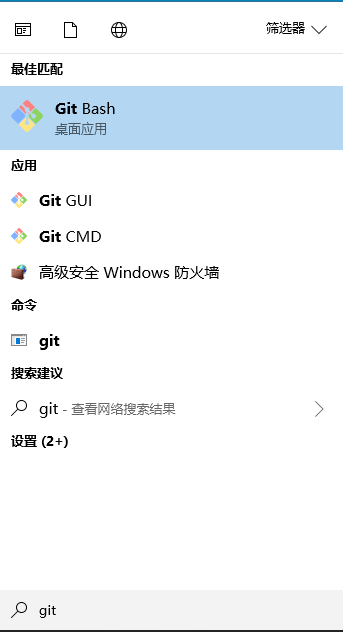 筛选器
最佳匹配
Git Bash
桌面应用
应用
Git GUI
Git CMD
高级安全 Windows 防火墙
命令
git
搜索建议
git - 查看网络搜索结果
设置 (2+)
git